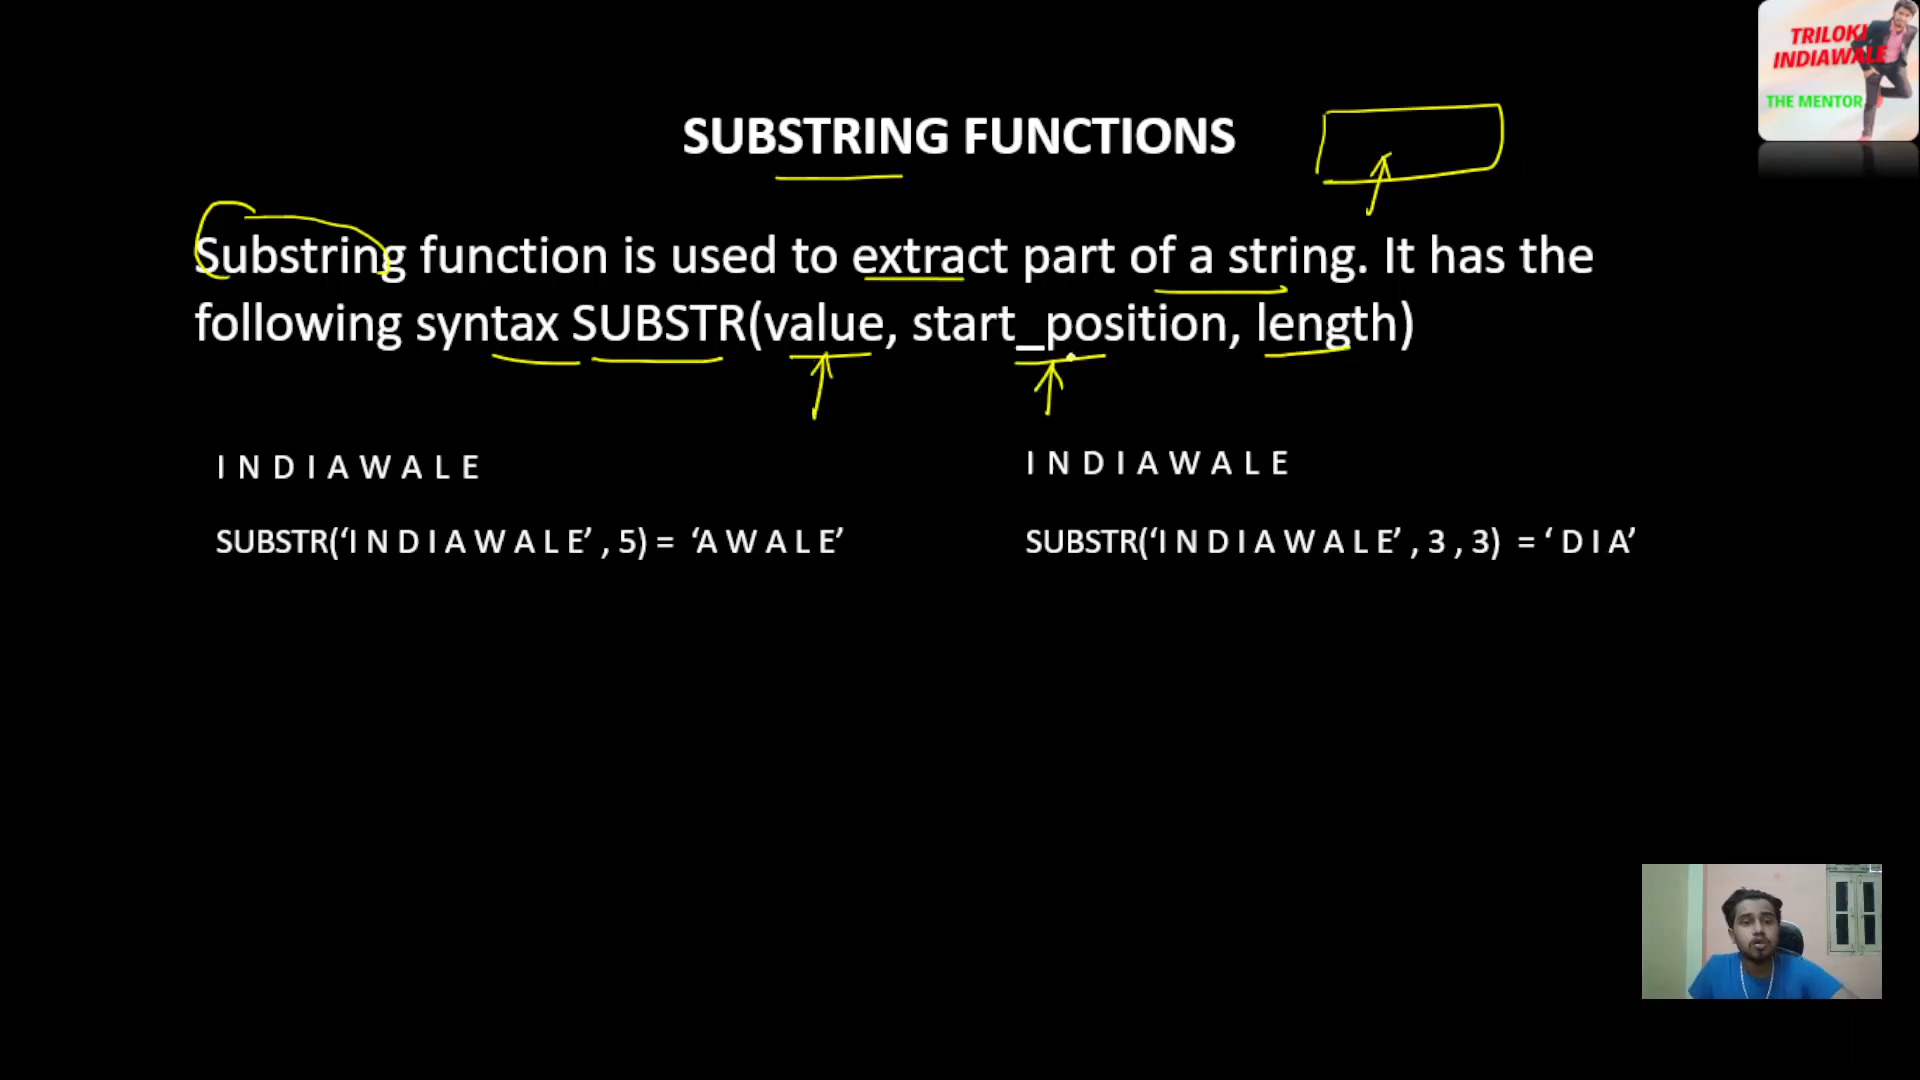 TRILOKI
INDIAWALE
THE MENTOR
SUBSTRING FUNCTIONS
Substring function is used to extract part of a string. It has the
following syntax SUBSTR(value, start_position, length)
I N D I A W A L E
I N D I A W A L E
SUBSTR(‘I N D I A W A L E’ , 5) = ‘A W A L E’
SUBSTR(‘I N D I A W A L E’ , 3 , 3) = ‘ D I A’